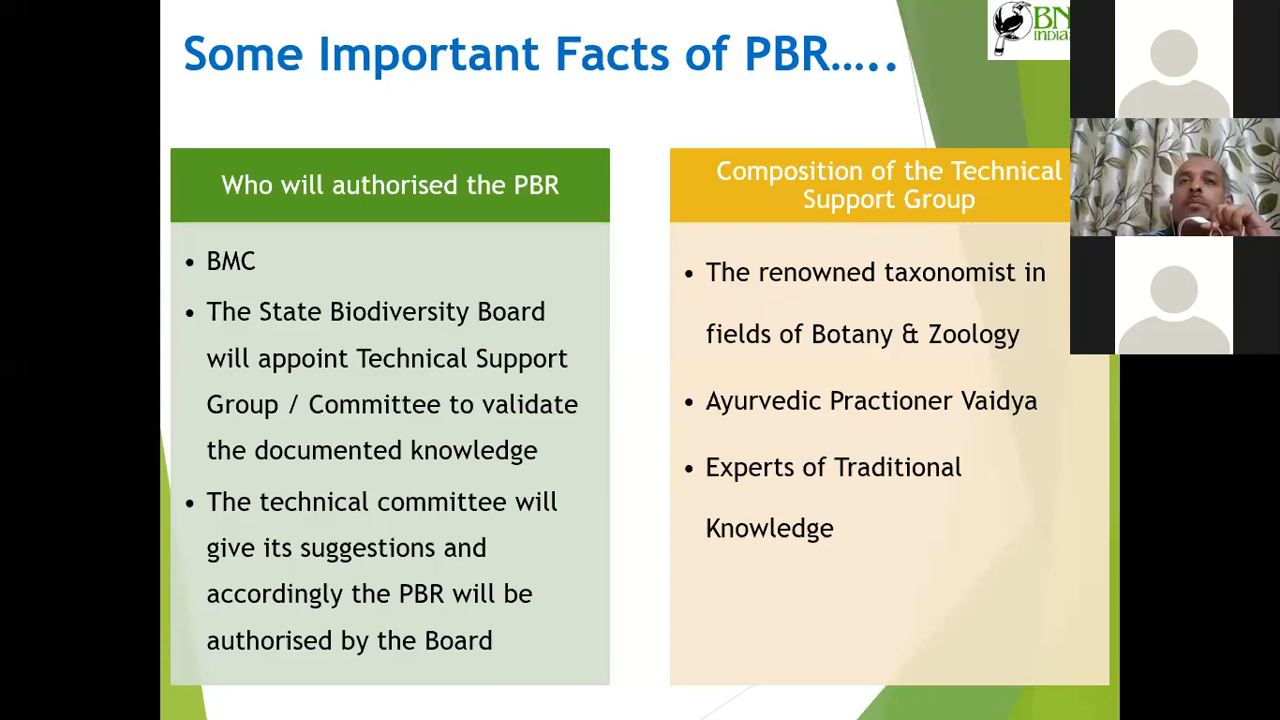 Some Important Facts of PBR…..
BN
INDIA
Who will authorised the PBR
• BMC
• The State Biodiversity Board
will appoint Technical Support
Group / Committee to validate
the documented knowledge
• The technical committee will
give its suggestions and
accordingly the PBR will be
authorised by the Board
Composition of the Technical
Support Group
• The renowned taxonomist in
fields of Botany & Zoology
• Ayurvedic Practioner Vaidya
• Experts of Traditional
Knowledge